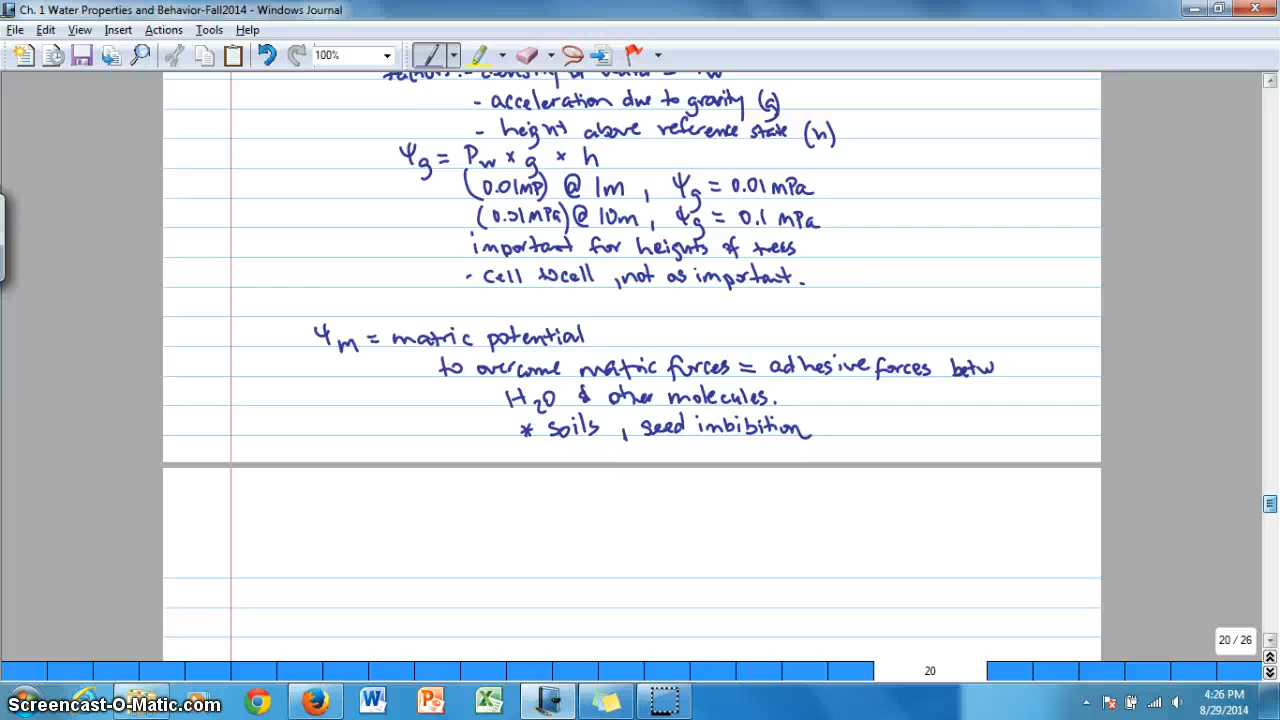 Ch. 1 Water Properties and Behavior-Fall2014 - Windows Journal
File Edit View Insert Actions Tools Help
100%
- acceleration due to gravity (g)
- height above reference state (h)
Ψg = Pw × g × h
(0.01MP) @ 1m , Ψg = 0.01 mPa
(0.01mPa) @ 10m , Ψg = 0.1 mPa
important for heights of trees
- cell to cell , not as important .
Ψm = matric potential
to overcome matric forces = adhesive forces betw
H2O & other molecules.
* soils , seed imbibition
20 / 26
20
Screencast-O-Matic.com
4:26 PM
8/29/2014